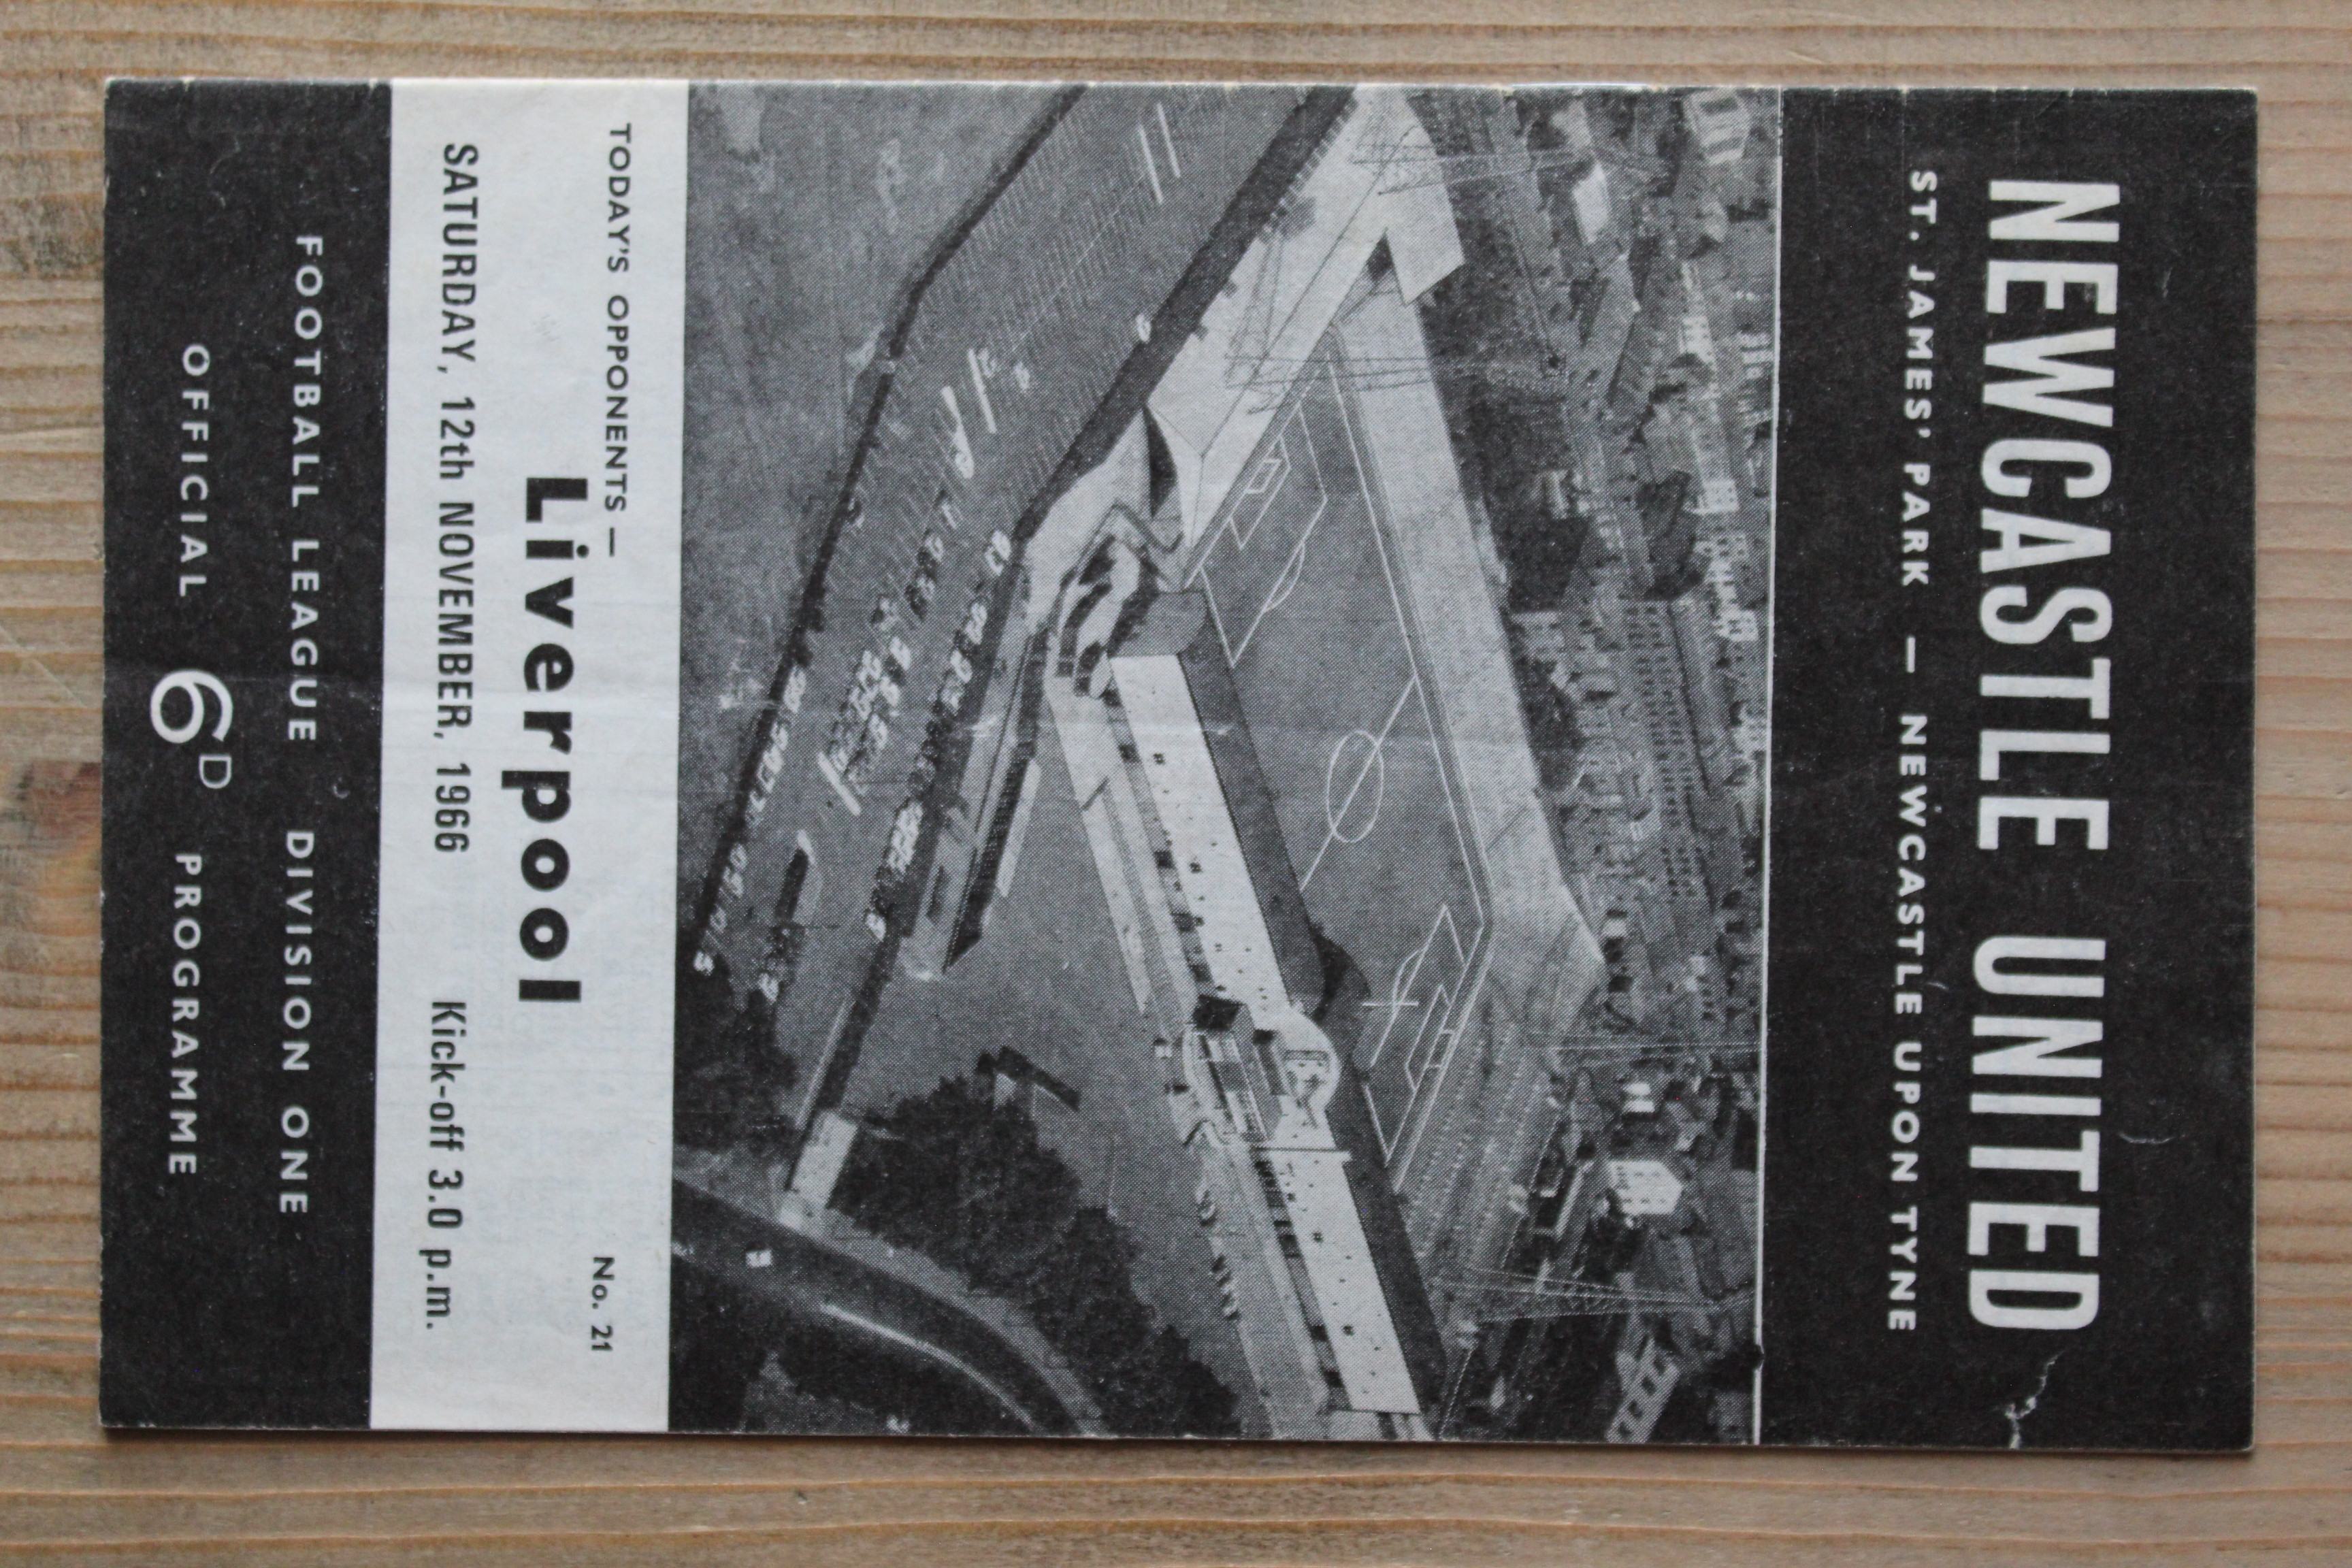 NEWCASTLE UNITED
ST. JAMES' PARK — NEWCASTLE UPON TYNE
TODAY'S OPPONENTS —
No. 21
Liverpool
SATURDAY, 12th NOVEMBER, 1966 Kick-off 3.0 p.m.
FOOTBALL LEAGUE DIVISION ONE
OFFICIAL 6D PROGRAMME